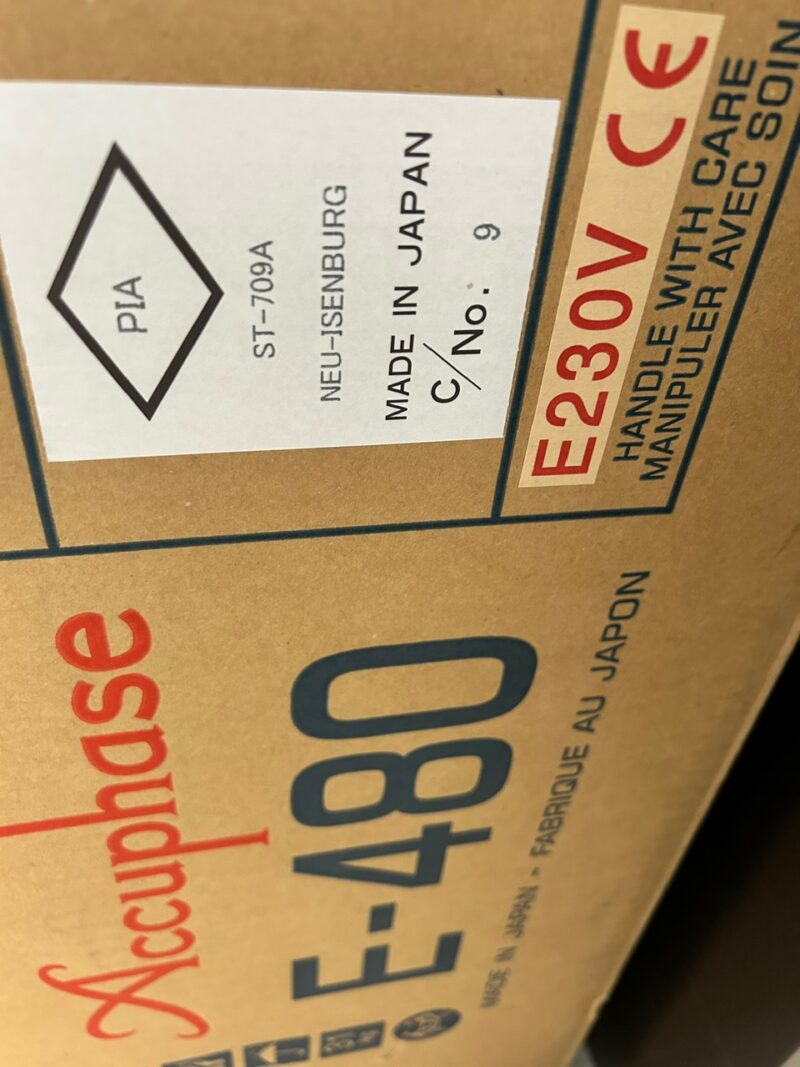 Accuphase
E-480
MADE IN JAPAN - FABRIQUE AU JAPON
PIA
ST-709A
NEU-ISENBURG
MADE IN JAPAN
C/No. 9
E230V CE
HANDLE WITH CARE
MANIPULER AVEC SOIN